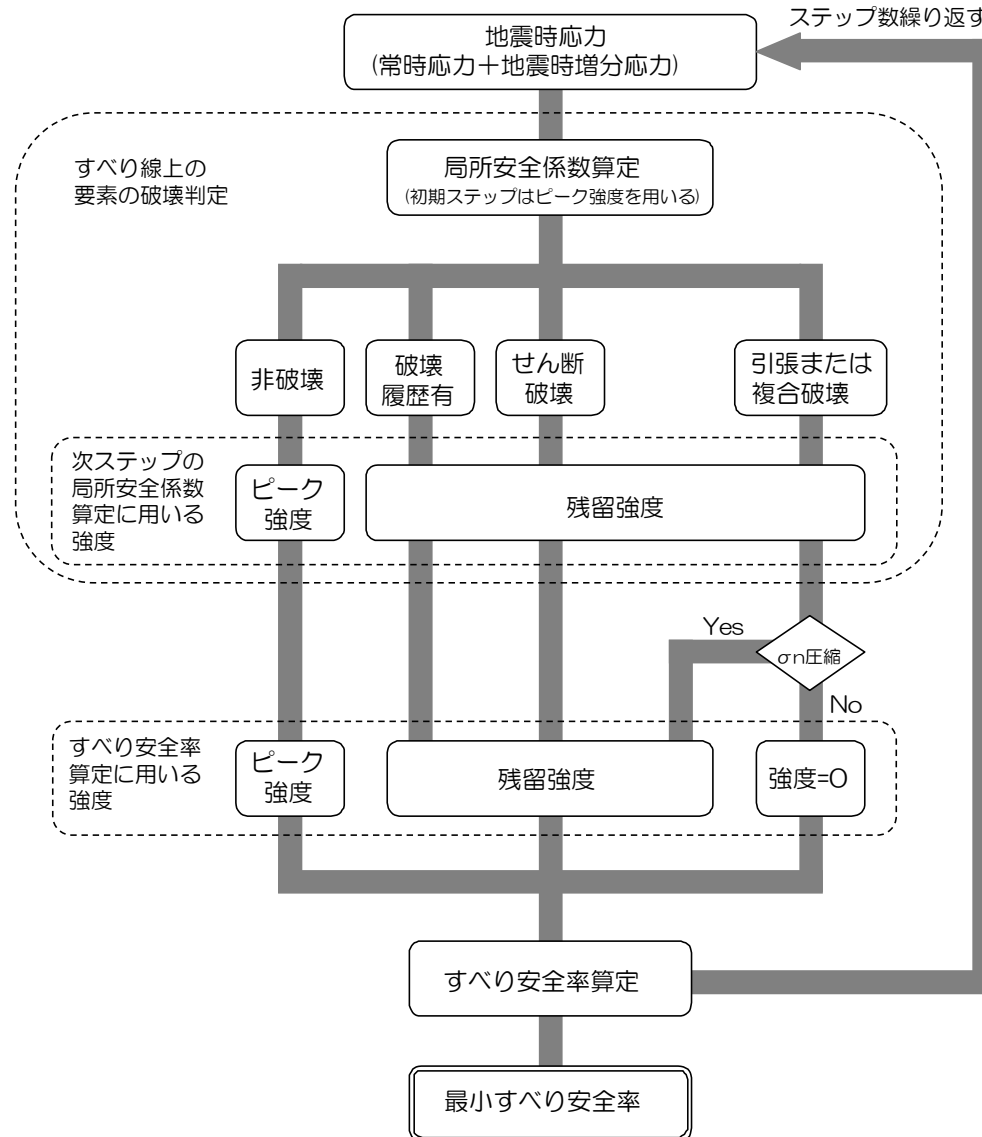 ステップ数繰り返す
地震時応力
(常時応力＋地震時増分応力)
すべり線上の
要素の破壊判定
局所安全係数算定
(初期ステップはピーク強度を用いる)
非破壊
破壊
履歴有
せん断
破壊
引張または
複合破壊
次ステップの
局所安全係数
算定に用いる
強度
ピーク
強度
残留強度
Yes
σn圧縮
No
すべり安全率
算定に用いる
強度
ピーク
強度
残留強度
強度=0
すべり安全率算定
最小すべり安全率